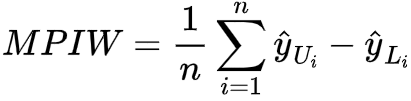 $MPIW = \frac{1}{n} \sum_{i=1}^{n} \hat{y}_{U_i} - \hat{y}_{L_i}$